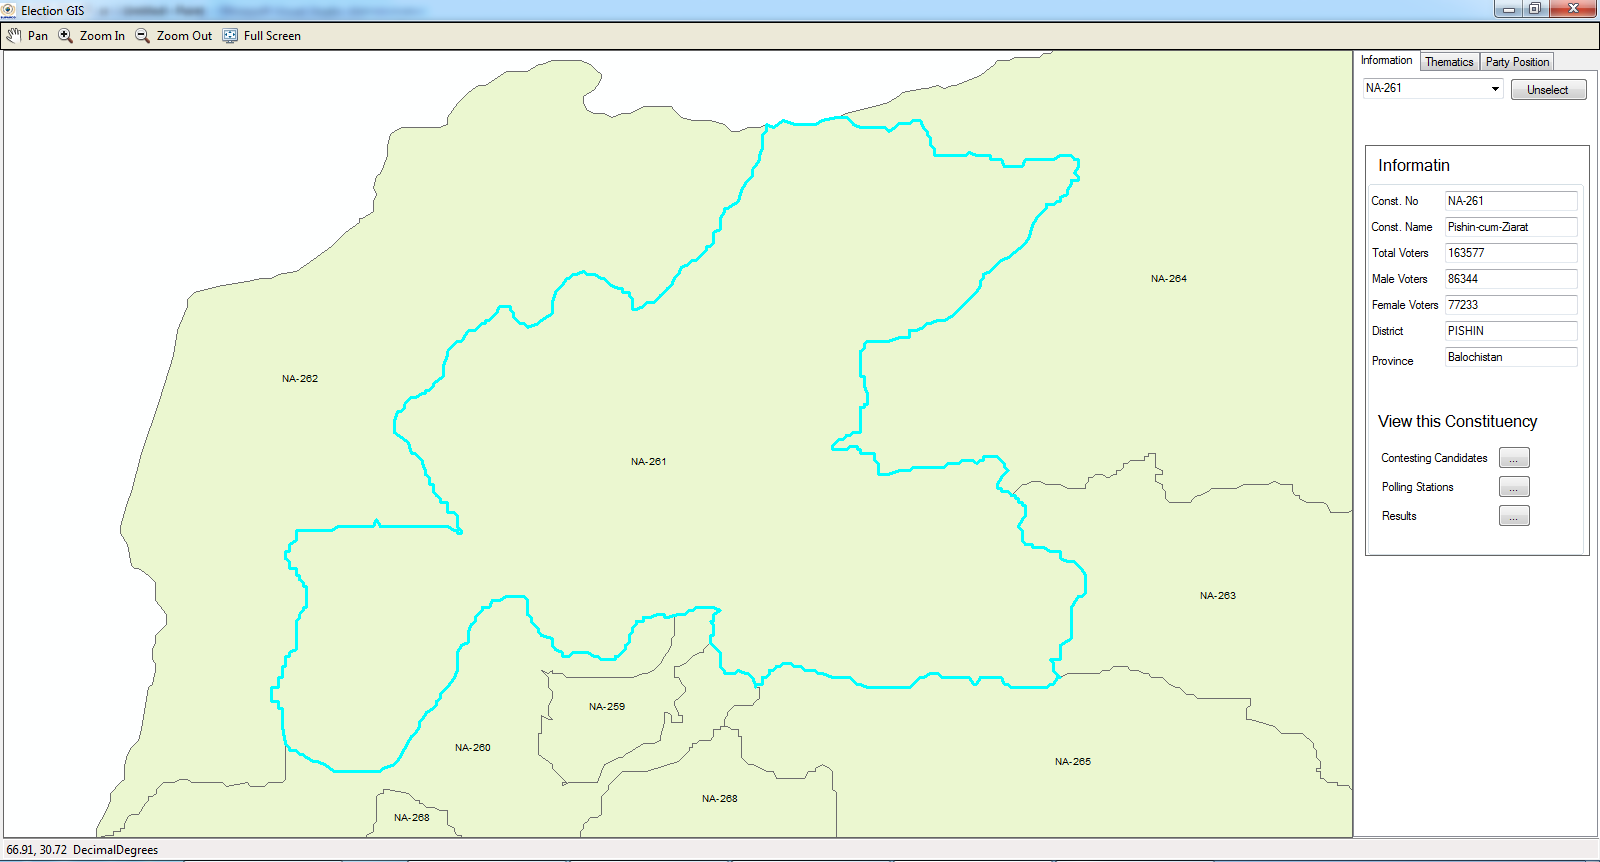 Election GIS
Pan Zoom In Zoom Out Full Screen
Information Thematics Party Position
NA-261 Unselect
Informatin
Const. No NA-261
Const. Name Pishin-cum-Ziarat
Total Voters 163577
Male Voters 86344
Female Voters 77233
District PISHIN
Province Balochistan
View this Constituency
Contesting Candidates ...
Polling Stations ...
Results ...
NA-264
NA-262
NA-261
NA-263
NA-259
NA-260
NA-265
NA-268
NA-268
66.91, 30.72 DecimalDegrees